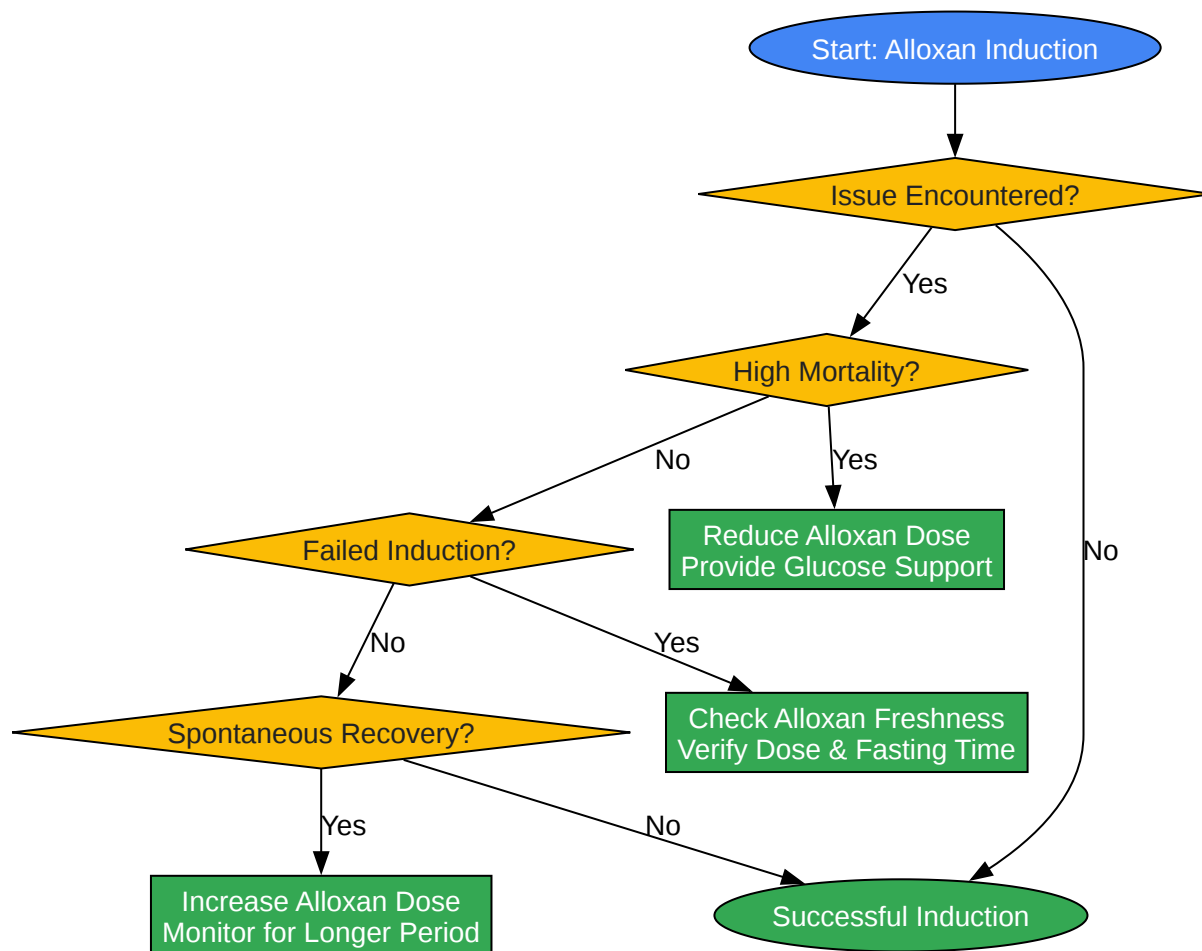 Start: Alloxan Induction
Issue Encountered?
Yes
High Mortality?
No
Yes
Reduce Alloxan Dose
Provide Glucose Support
Failed Induction?
No
No
Yes
Check Alloxan Freshness
Verify Dose & Fasting Time
Spontaneous Recovery?
Yes
No
Increase Alloxan Dose
Monitor for Longer Period
Successful Induction